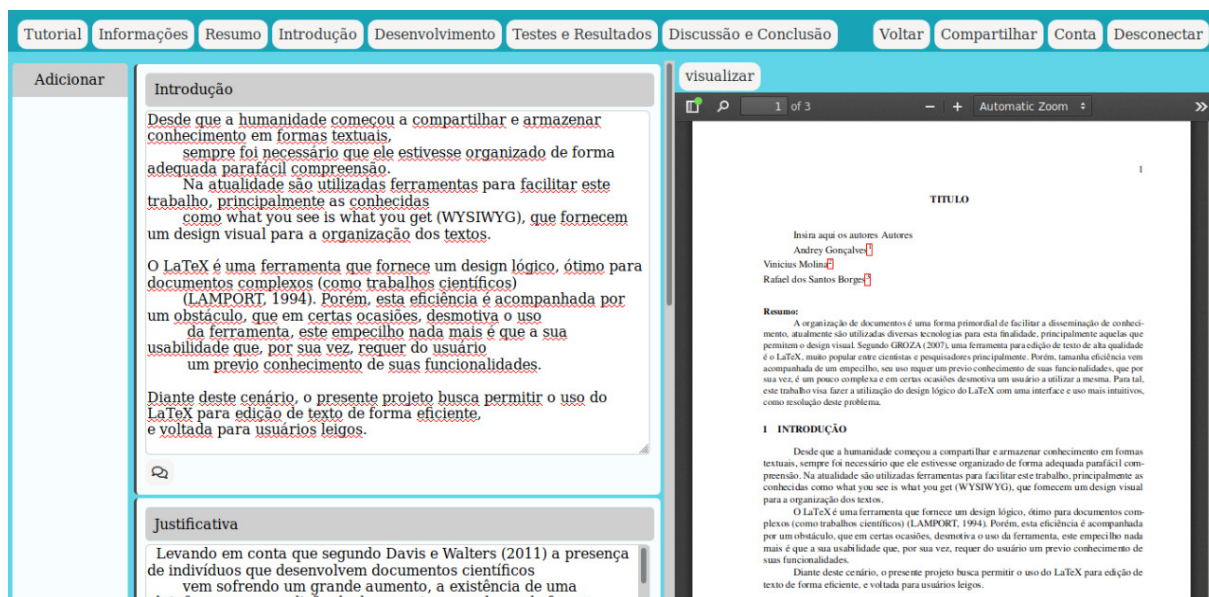 Tutorial Informações Resumo Introdução Desenvolvimento Testes e Resultados Discussão e Conclusão Voltar Compartilhar Conta Desconectar
Adicionar
Introdução
Desde que a humanidade começou a compartilhar e armazenar
conhecimento em formas textuais,
sempre foi necessário que ele estivesse organizado de forma
adequada parafácil compreensão.
Na atualidade são utilizadas ferramentas para facilitar este
trabalho, principalmente as conhecidas
como what you see is what you get (WYSIWYG), que fornecem
um design visual para a organização dos textos.
O LaTeX é uma ferramenta que fornece um design lógico, ótimo para
documentos complexos (como trabalhos científicos)
(LAMPORT, 1994). Porém, esta eficiência é acompanhada por
um obstáculo, que em certas ocasiões, desmotiva o uso
da ferramenta, este empecilho nada mais é que a sua
usabilidade que, por sua vez, requer do usuário
um previo conhecimento de suas funcionalidades.
Diante deste cenário, o presente projeto busca permitir o uso do
LaTeX para edição de texto de forma eficiente,
e voltada para usuários leigos.
Justificativa
Levando em conta que segundo Davis e Walters (2011) a presença
de indivíduos que desenvolvem documentos científicos
vem sofrendo um grande aumento, a existência de uma
visualizar
1 of 3 − + Automatic Zoom
1
TITULO
Insira aqui os autores Autores
Andrey Gonçalves1
Vinicius Molina2
Rafael dos Santos Borges3
Resumo:
A organização de documentos é uma forma primordial de facilitar a disseminação de conheci-
mento, atualmente são utilizadas diversas tecnologias para esta finalidade, principalmente aquelas que
permitem o design visual. Segundo GROZA (2007), uma ferramenta para edição de texto de alta qualidade
é o LaTeX, muito popular entre cientistas e pesquisadores principalmente. Porém, tamanha eficiência vem
acompanhada de um empecilho, seu uso requer um previo conhecimento de suas funcionalidades, que por
sua vez, é um pouco complexa e em certas ocasiões desmotiva um usuário a utilizar a mesma. Para tal,
este trabalho visa fazer a utilização do design lógico do LaTeX com uma interface e uso mais intuitivos,
como resolução deste problema.
1 INTRODUÇÃO
Desde que a humanidade começou a compartilhar e armazenar conhecimento em formas
textuais, sempre foi necessário que ele estivesse organizado de forma adequada parafácil com-
preensão. Na atualidade são utilizadas ferramentas para facilitar este trabalho, principalmente as
conhecidas como what you see is what you get (WYSIWYG), que fornecem um design visual
para a organização dos textos.
O LaTeX é uma ferramenta que fornece um design lógico, ótimo para documentos com-
plexos (como trabalhos científicos) (LAMPORT, 1994). Porém, esta eficiência é acompanhada
por um obstáculo, que em certas ocasiões, desmotiva o uso da ferramenta, este empecilho nada
mais é que a sua usabilidade que, por sua vez, requer do usuário um previo conhecimento de
suas funcionalidades.
Diante deste cenário, o presente projeto busca permitir o uso do LaTeX para edição de
texto de forma eficiente, e voltada para usuários leigos.